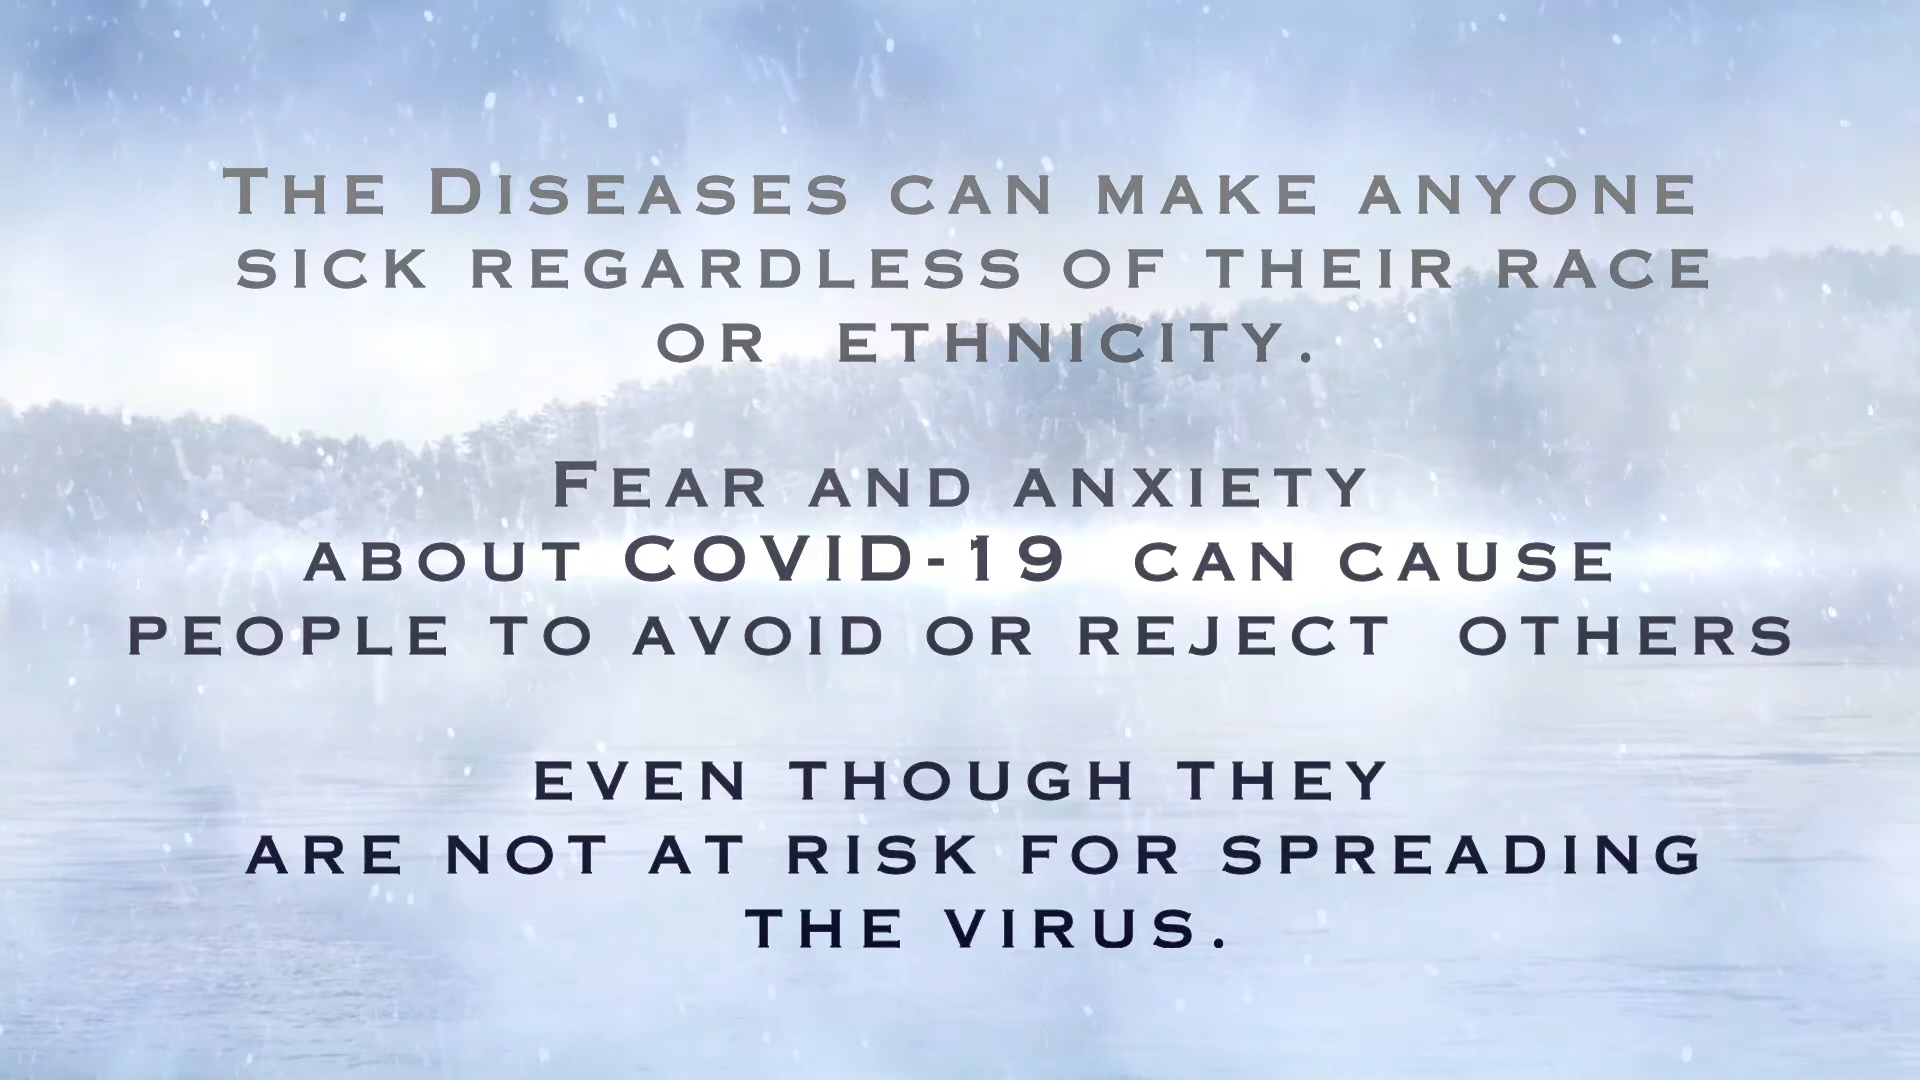 The Diseases can make anyone
sick regardless of their race
or ethnicity.
Fear and anxiety
about COVID-19 can cause
people to avoid or reject others
even though they
are not at risk for spreading
the virus.